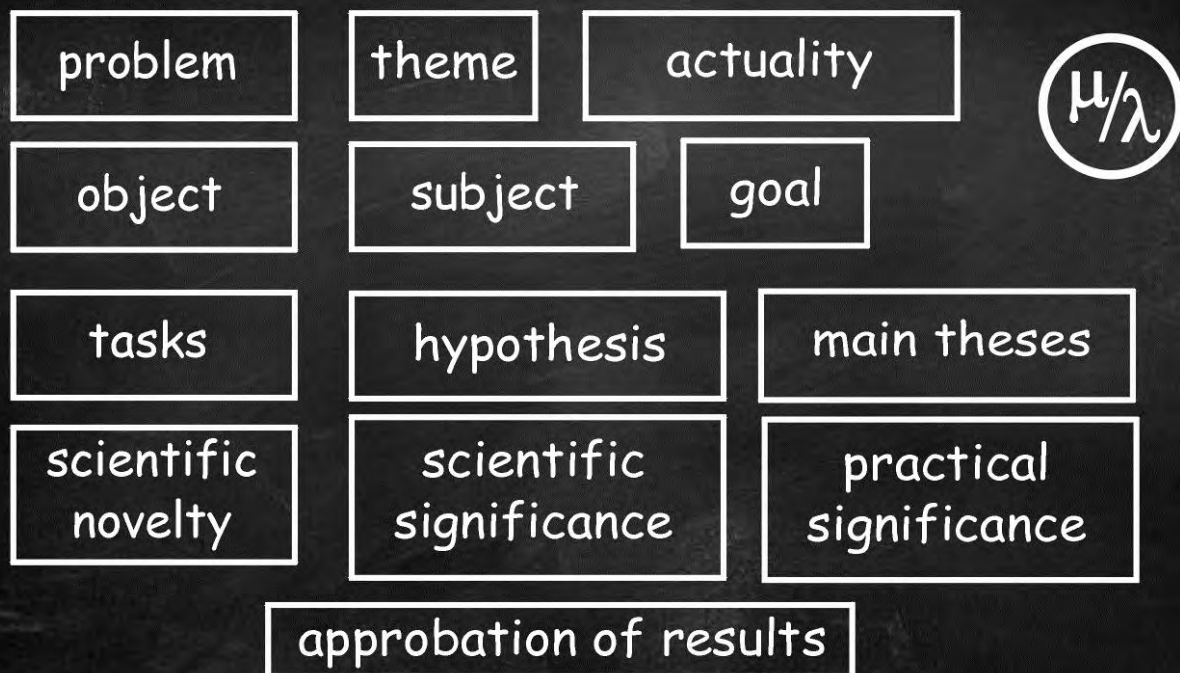 problem
theme
actuality
μ/λ
object
subject
goal
tasks
hypothesis
main theses
scientific
novelty
scientific
significance
practical
significance
approbation of results